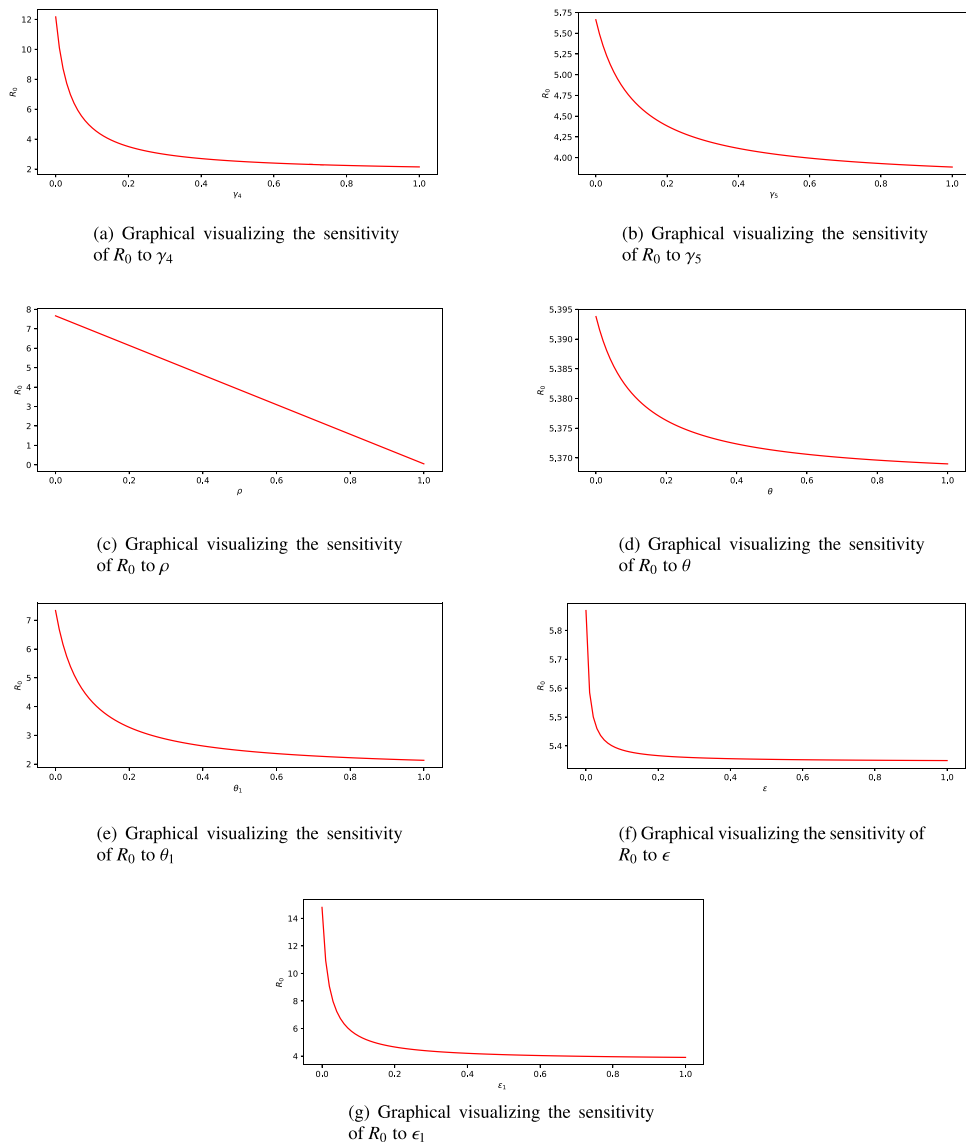 12
10
8
6
4
2
R₀
0.0 0.2 0.4 0.6 0.8 1.0
γ₄
5.75
5.50
5.25
5.00
4.75
4.50
4.25
4.00
R₀
0.0 0.2 0.4 0.6 0.8 1.0
γ₅
(a) Graphical visualizing the sensitivity
of R₀ to γ₄
(b) Graphical visualizing the sensitivity
of R₀ to γ₅
8
7
6
5
4
3
2
1
0
R₀
0.0 0.2 0.4 0.6 0.8 1.0
ρ
5.395
5.390
5.385
5.380
5.375
5.370
R₀
0.0 0.2 0.4 0.6 0.8 1.0
θ
(c) Graphical visualizing the sensitivity
of R₀ to ρ
(d) Graphical visualizing the sensitivity
of R₀ to θ
7
6
5
4
3
2
R₀
0.0 0.2 0.4 0.6 0.8 1.0
θ₁
5.8
5.7
5.6
5.5
5.4
R₀
0.0 0.2 0.4 0.6 0.8 1.0
ε
(e) Graphical visualizing the sensitivity
of R₀ to θ₁
(f) Graphical visualizing the sensitivity of
R₀ to ϵ
14
12
10
8
6
4
R₀
0.0 0.2 0.4 0.6 0.8 1.0
ε₁
(g) Graphical visualizing the sensitivity
of R₀ to ϵ₁